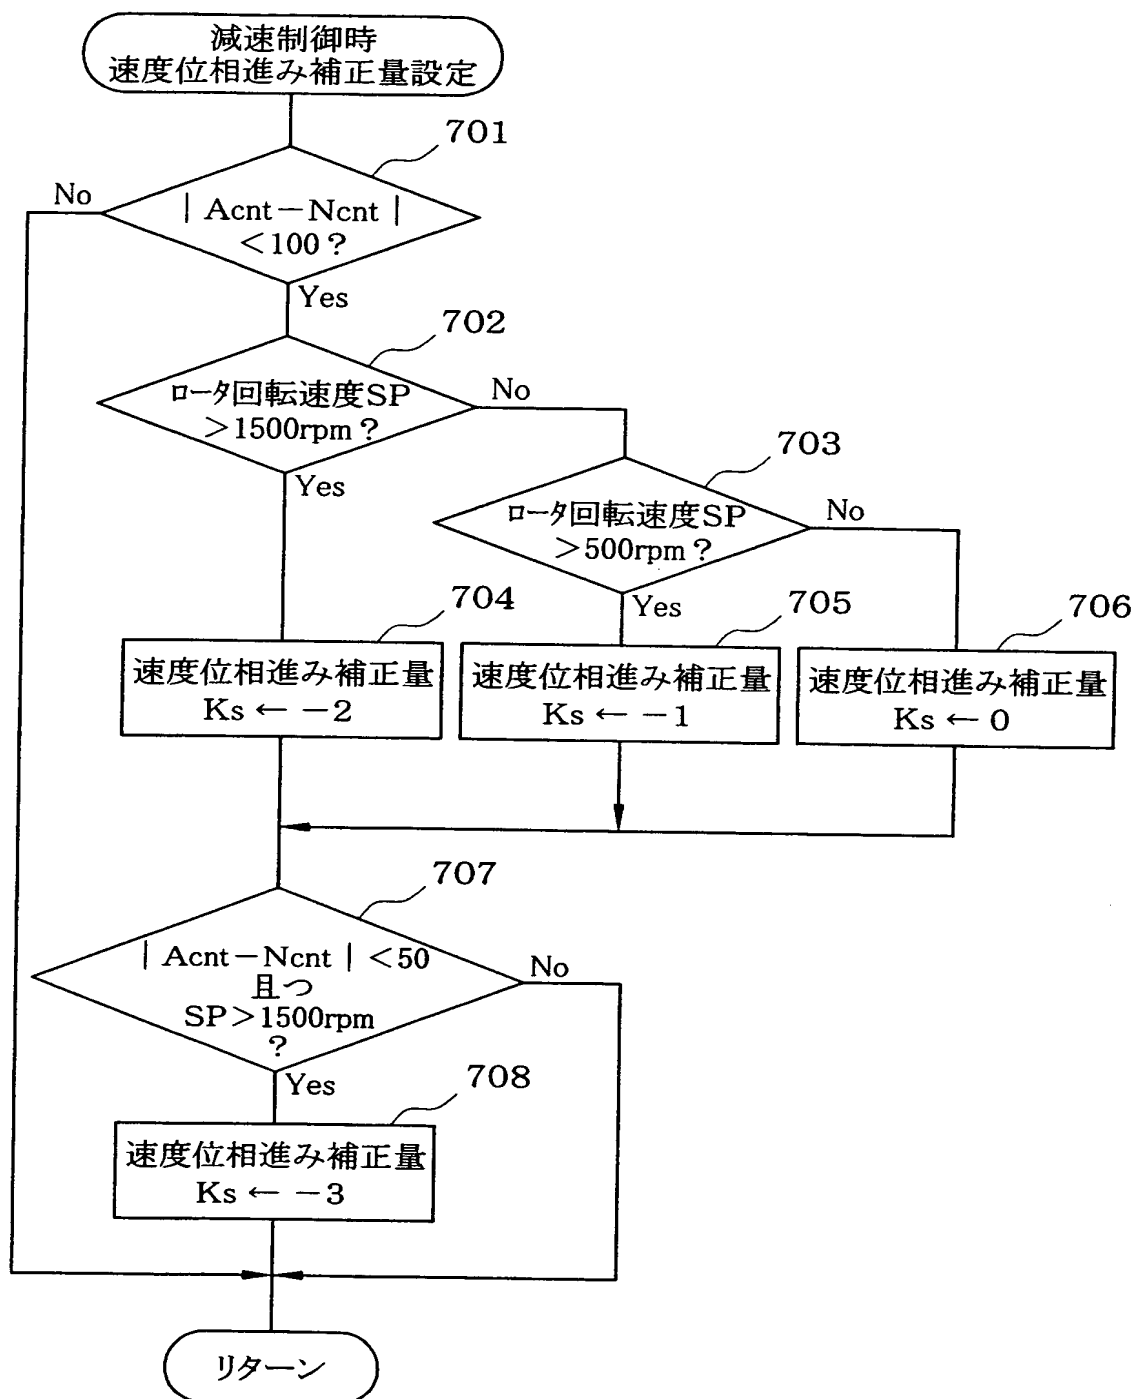 減速制御時
速度位相進み補正量設定
701
No
| Acnt－Ncnt |
＜100？
Yes
702
ロータ回転速度SP
＞1500rpm？
No
Yes
703
ロータ回転速度SP
＞500rpm？
No
Yes
704
速度位相進み補正量
Ks ← －2
705
速度位相進み補正量
Ks ← －1
706
速度位相進み補正量
Ks ← 0
707
| Acnt－Ncnt | ＜50
且つ
SP＞1500rpm
？
No
Yes
708
速度位相進み補正量
Ks ← －3
リターン